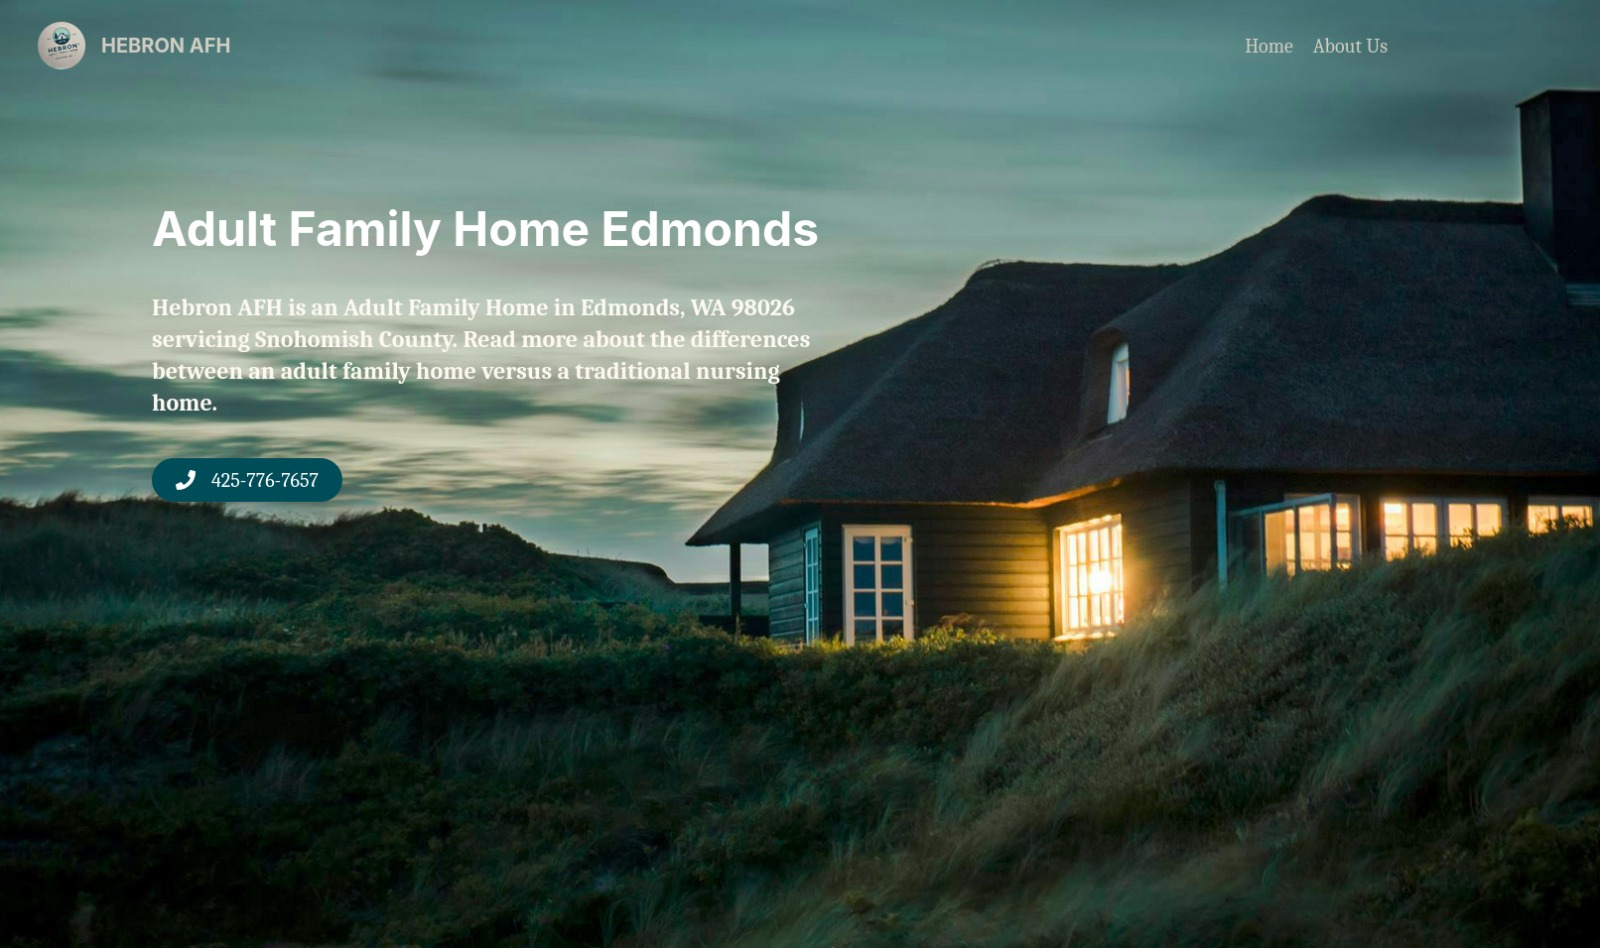 HEBRON
HEBRON AFH
Home
About Us
Adult Family Home Edmonds
Hebron AFH is an Adult Family Home in Edmonds, WA 98026
servicing Snohomish County. Read more about the differences
between an adult family home versus a traditional nursing
home.
425-776-7657